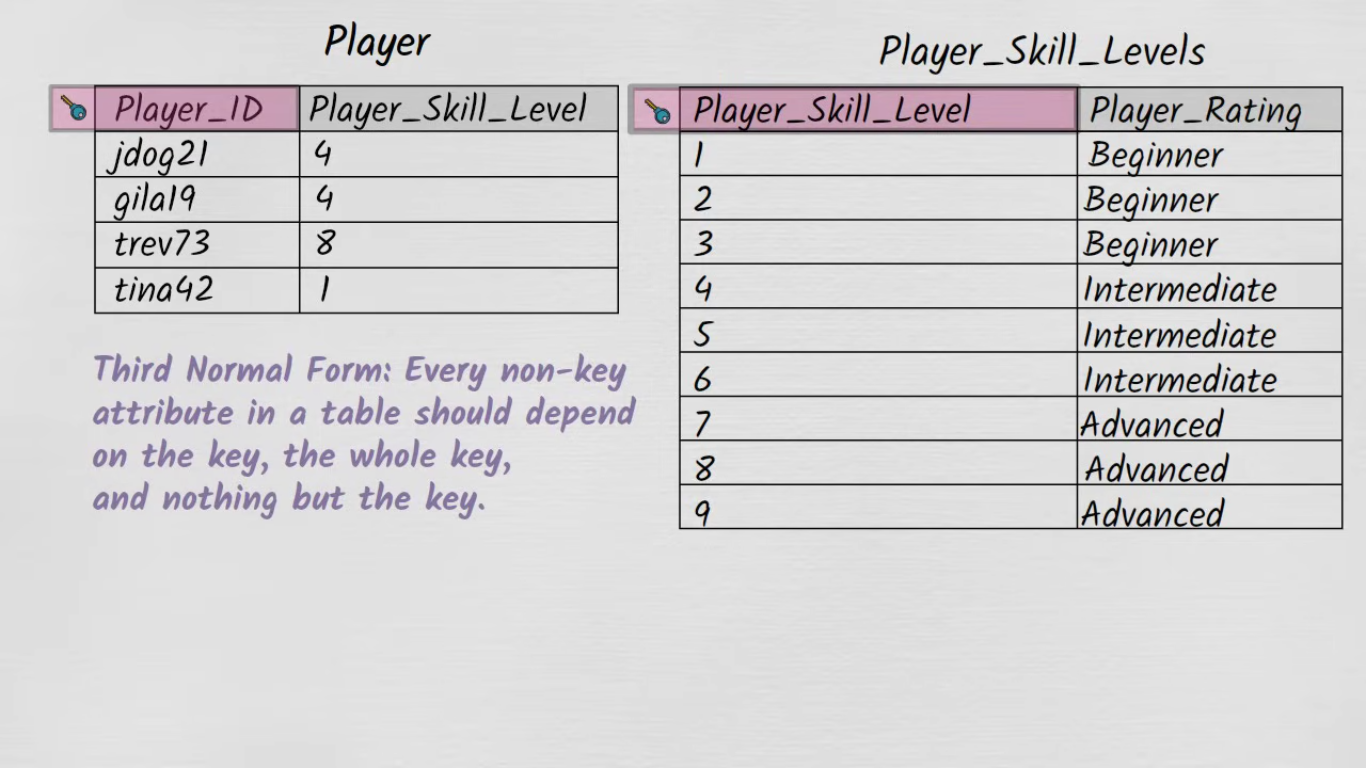 Player
Player_ID Player_Skill_Level
jdog21 4
gila19 4
trev73 8
tina42 1
Third Normal Form: Every non-key
attribute in a table should depend
on the key, the whole key,
and nothing but the key.
Player_Skill_Levels
Player_Skill_Level Player_Rating
1 Beginner
2 Beginner
3 Beginner
4 Intermediate
5 Intermediate
6 Intermediate
7 Advanced
8 Advanced
9 Advanced